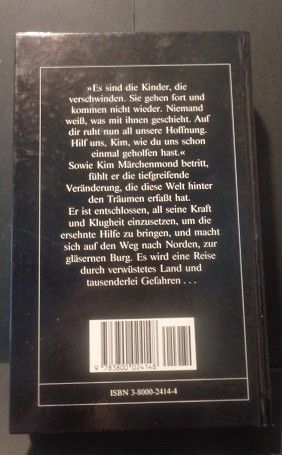 »Es sind die Kinder, die
verschwinden. Sie gehen fort und
kommen nicht wieder. Niemand
weiß, was mit ihnen geschieht. Auf
dir ruht nun all unsere Hoffnung.
Hilf uns, Kim, wie du uns schon
einmal geholfen hast.«
Sowie Kim Märchenmond betritt,
fühlt er die tiefgreifende
Veränderung, die diese Welt hinter
den Träumen erfaßt hat.
Er ist entschlossen, all seine Kraft
und Klugheit einzusetzen, um die
ersehnte Hilfe zu bringen, und macht
sich auf den Weg nach Norden, zur
gläsernen Burg. Es wird eine Reise
durch verwüstetes Land und
tausenderlei Gefahren . . .
9 783800 024148
ISBN 3-8000-2414-4